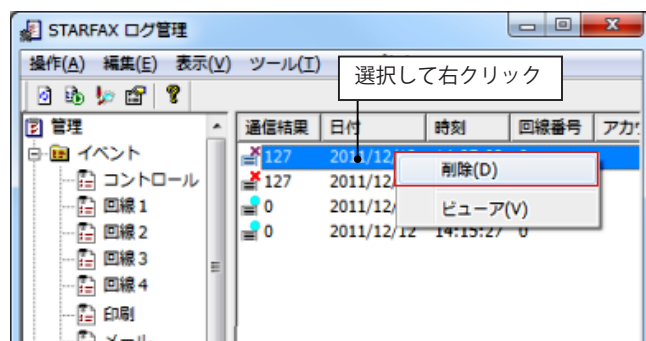 STARFAX ログ管理
操作(A) 編集(E) 表示(V) ツール(T)
選択して右クリック
管理
イベント
コントロール
回線1
回線2
回線3
回線4
印刷
メール
通信結果 日付 時刻 回線番号 アカウ
127 2011/12/
127 2011/12/
0 2011/12/
0 2011/12/12 14:15:27 0
削除(D)
ビューア(V)